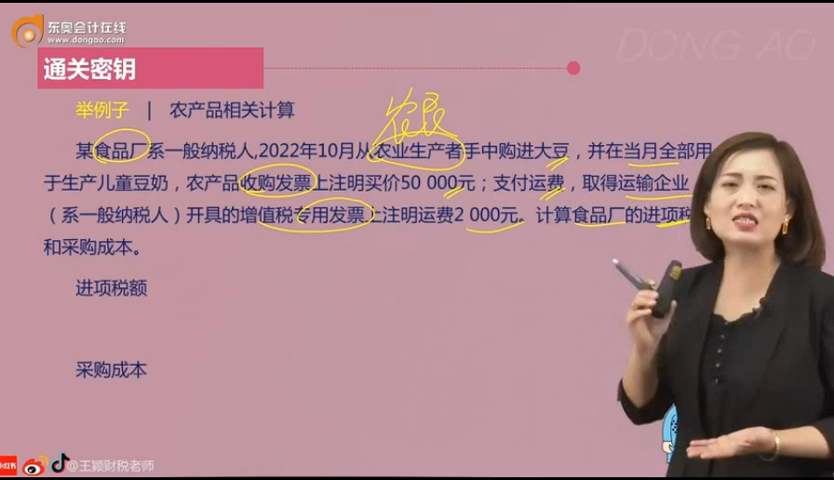 东奥会计在线
www.dongao.com
DONG AO
通关密钥
举例子 | 农产品相关计算
农民
某食品厂系一般纳税人,2022年10月从农业生产者手中购进大豆，并在当月全部用
于生产儿童豆奶，农产品收购发票上注明买价50 000元；支付运费，取得运输企业
（系一般纳税人）开具的增值税专用发票上注明运费2 000元。计算食品厂的进项税
和采购成本。
进项税额
采购成本
小红书
@王颖财税老师